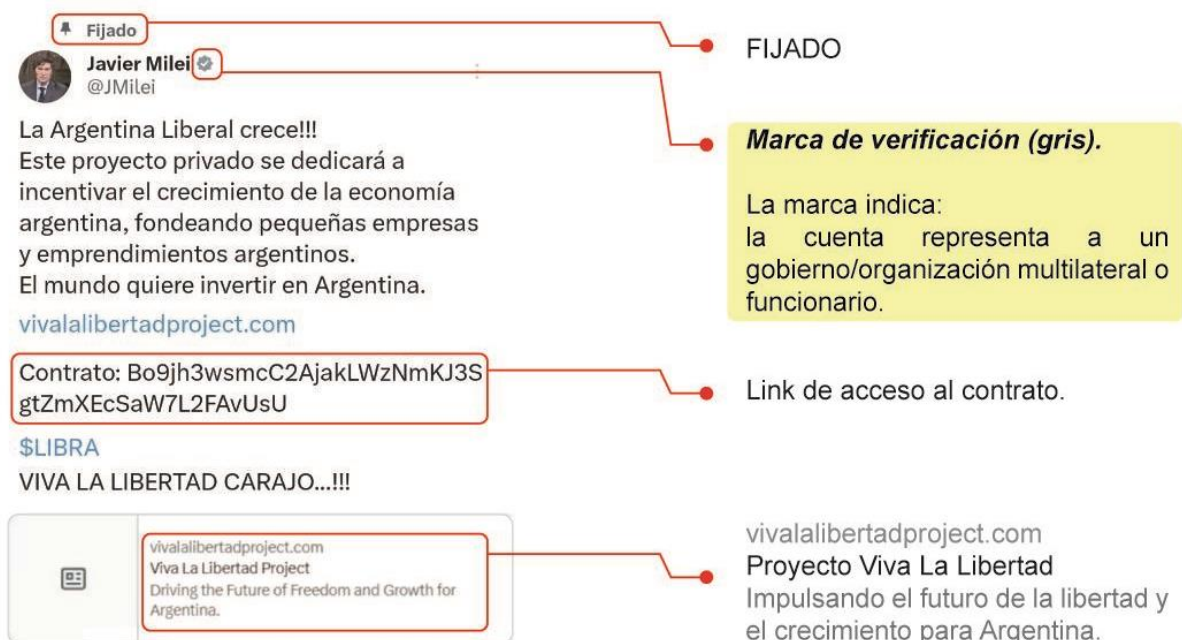 Fijado
Javier Milei
@JMilei
La Argentina Liberal crece!!!
Este proyecto privado se dedicará a
incentivar el crecimiento de la economía
argentina, fondeando pequeñas empresas
y emprendimientos argentinos.
El mundo quiere invertir en Argentina.
vivalalibertadproject.com
Contrato: Bo9jh3wsmcC2AjakLWzNmKJ3S
gtZmXEcSaW7L2FAvUsU
$LIBRA
VIVA LA LIBERTAD CARAJO...!!!
vivalalibertadproject.com
Viva La Libertad Project
Driving the Future of Freedom and Growth for
Argentina.
FIJADO
Marca de verificación (gris).
La marca indica:
la cuenta representa a un
gobierno/organización multilateral o
funcionario.
Link de acceso al contrato.
vivalalibertadproject.com
Proyecto Viva La Libertad
Impulsando el futuro de la libertad y
el crecimiento para Argentina.